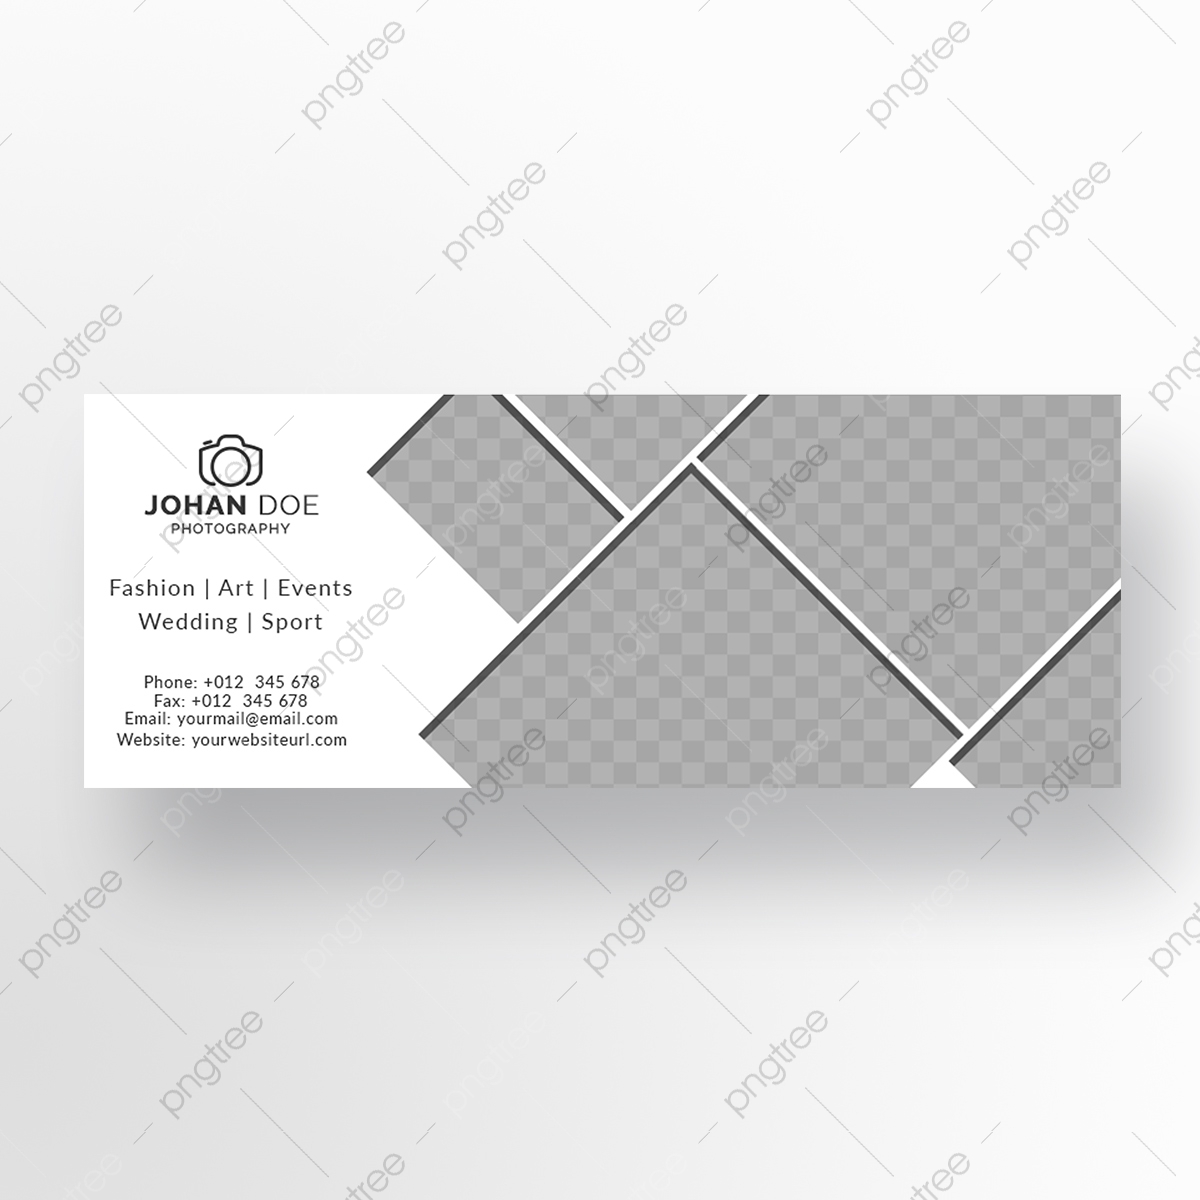 JOHAN DOE
PHOTOGRAPHY
Fashion | Art | Events
Wedding | Sport
Phone: +012 345 678
Fax: +012 345 678
Email: yourmail@email.com
Website: yourwebsiteurl.com
pngtree